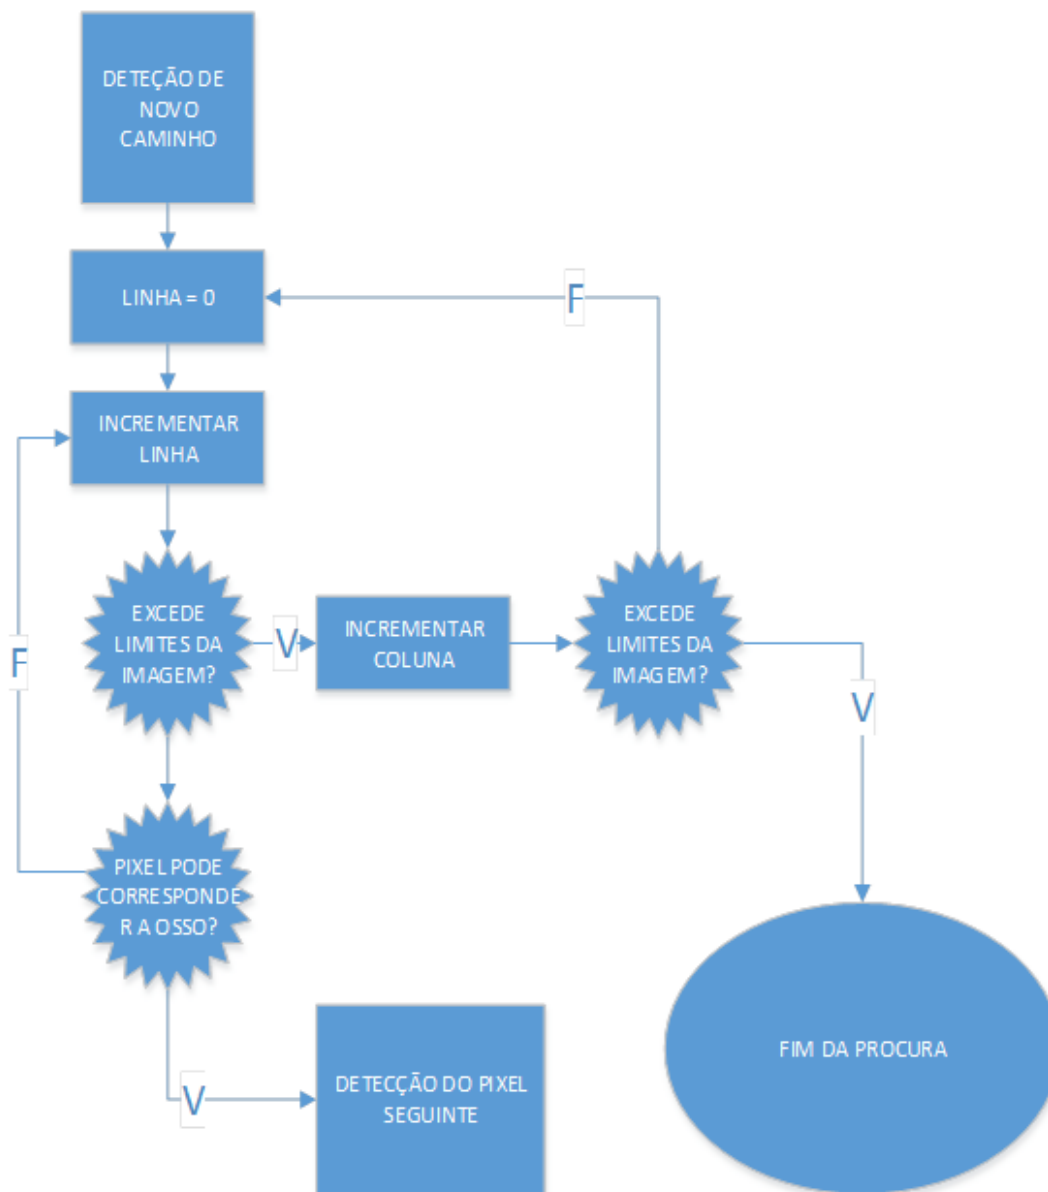 DETEÇÃO DE
NOVO
CAMINHO
LINHA = 0
F
INCREMENTAR
LINHA
EXCEDE
LIMITES DA
IMAGEM?
V
INCREMENTAR
COLUNA
EXCEDE
LIMITES DA
IMAGEM?
F
V
PIXEL PODE
CORRESPONDE
R A OSSO?
V
DETECÇÃO DO PIXEL
SEGUINTE
FIM DA PROCURA